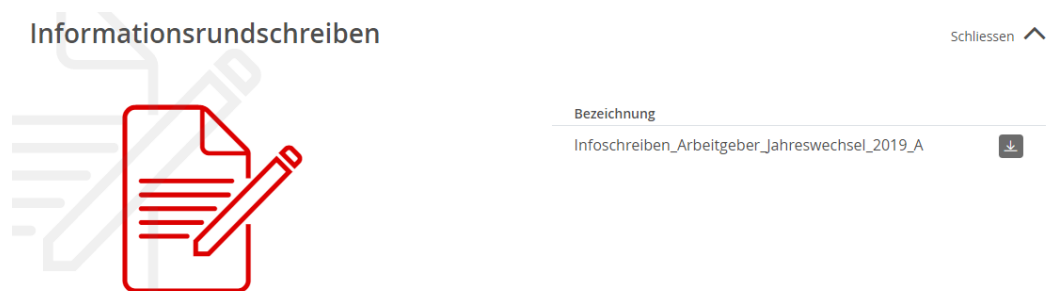 Informationsrundschreiben
Schliessen
Bezeichnung
Infoschreiben_Arbeitgeber_Jahreswechsel_2019_A